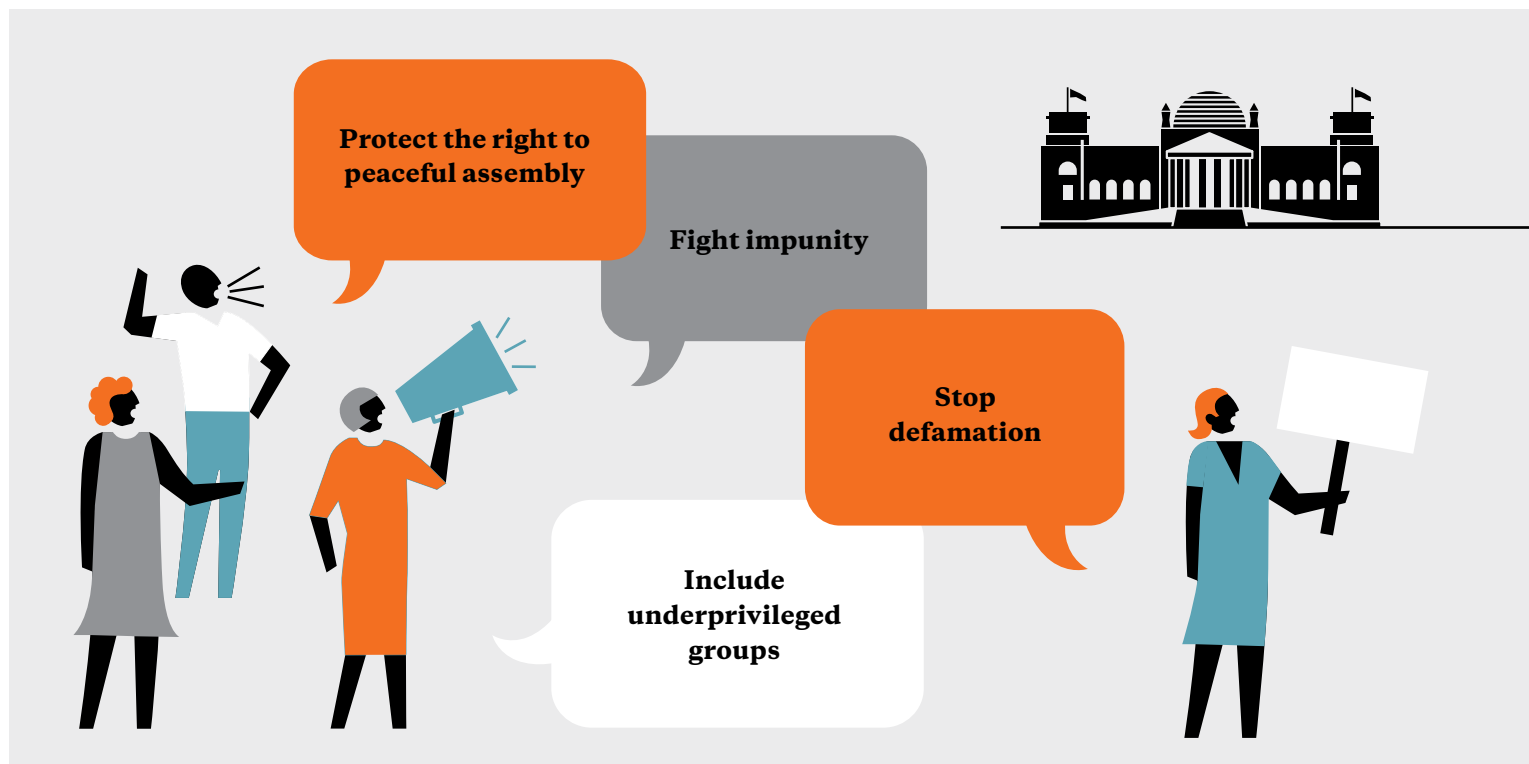 Protect the right to
peaceful assembly
Fight impunity
Stop
defamation
Include
underprivileged
groups